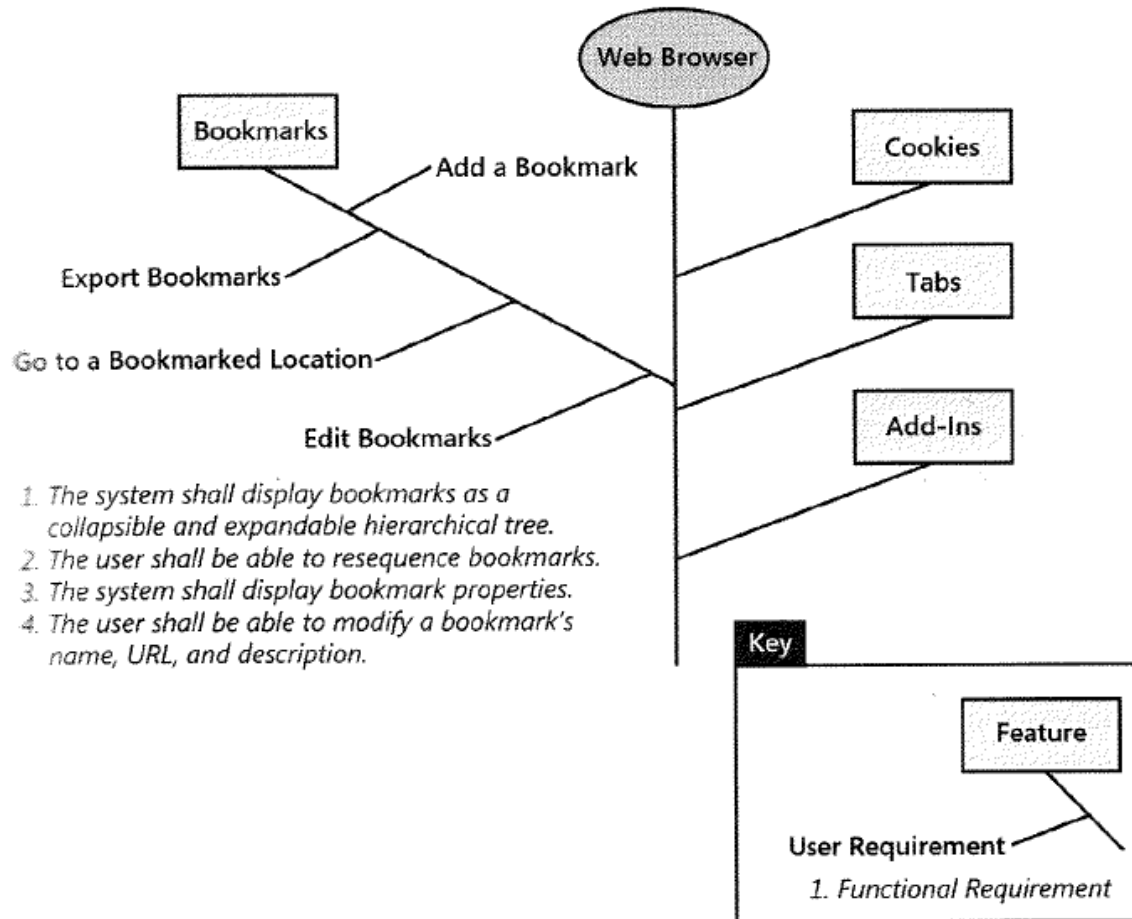 Web Browser
Bookmarks
Cookies
Add a Bookmark
Export Bookmarks
Tabs
Go to a Bookmarked Location
Add-Ins
Edit Bookmarks
1. The system shall display bookmarks as a
collapsible and expandable hierarchical tree.
2. The user shall be able to resequence bookmarks.
3. The system shall display bookmark properties.
4. The user shall be able to modify a bookmark's
name, URL, and description.
Key
Feature
User Requirement
1. Functional Requirement